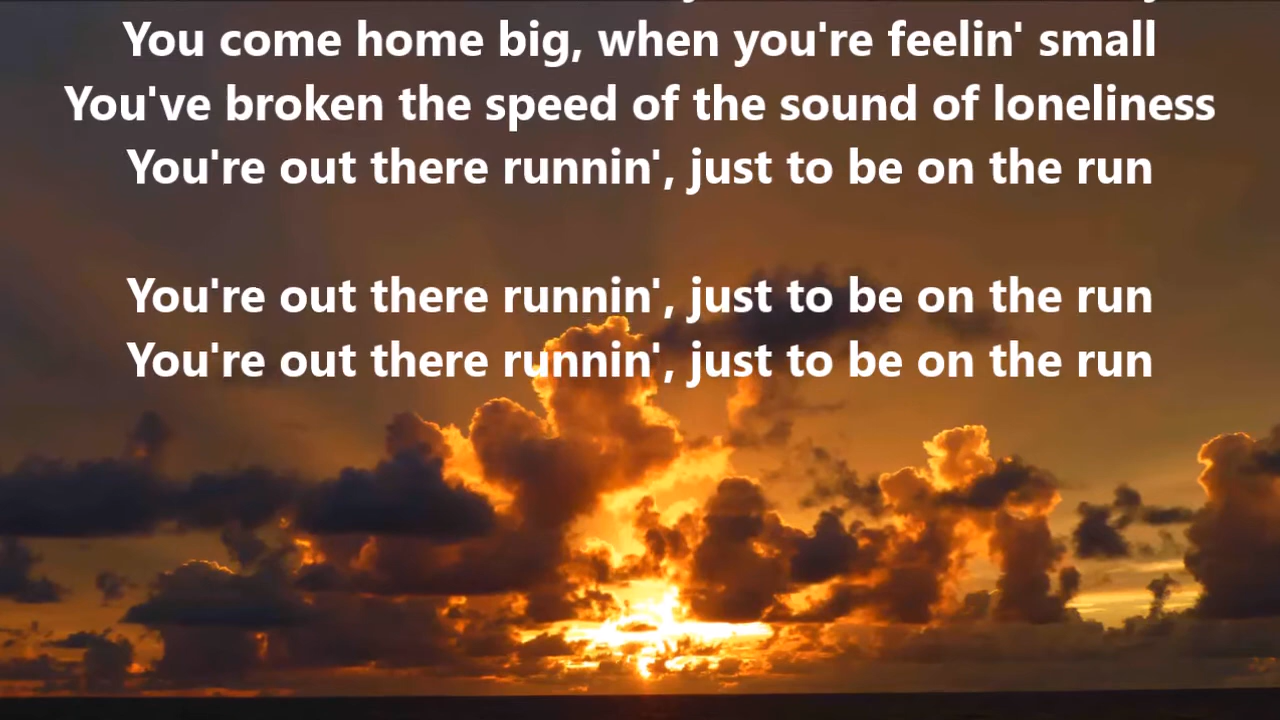 You come home big, when you're feelin' small
You've broken the speed of the sound of loneliness
You're out there runnin', just to be on the run
You're out there runnin', just to be on the run
You're out there runnin', just to be on the run